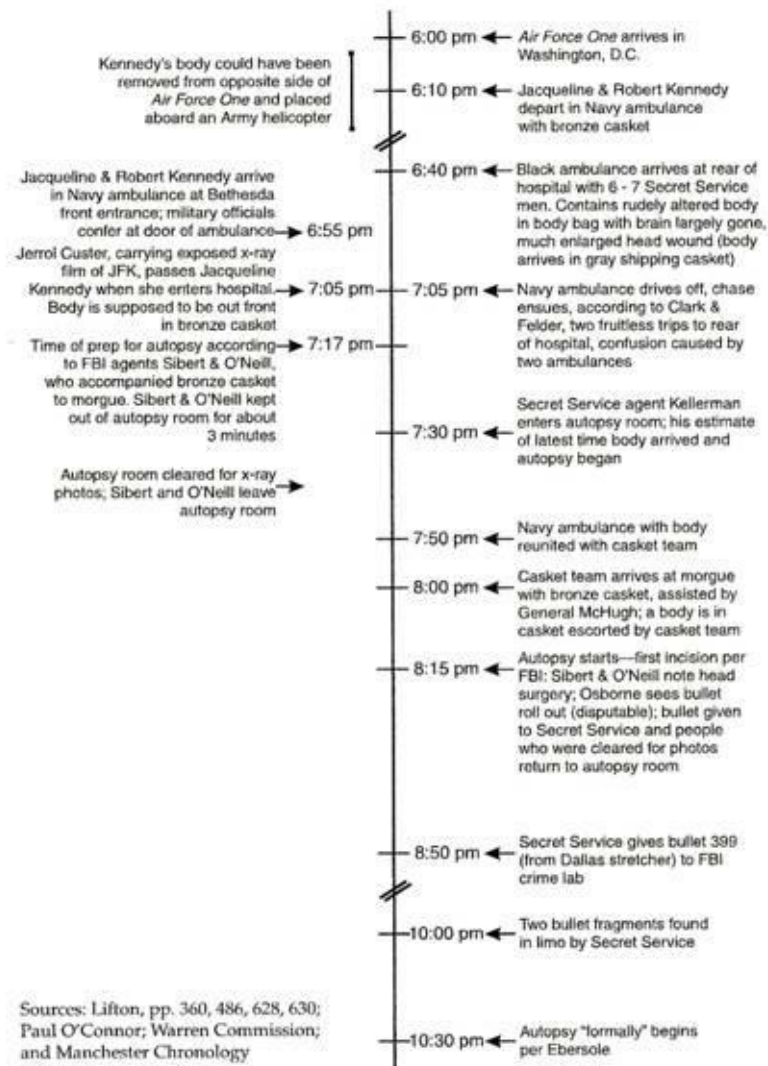 6:00 pm
Air Force One arrives in
Washington, D.C.
Kennedy's body could have been
removed from opposite side of
Air Force One and placed
aboard an Army helicopter
6:10 pm
Jacqueline & Robert Kennedy
depart in Navy ambulance
with bronze casket
6:40 pm
Black ambulance arrives at rear of
hospital with 6 - 7 Secret Service
men. Contains rudely altered body
in body bag with brain largely gone,
much enlarged head wound (body
arrives in gray shipping casket)
Jacqueline & Robert Kennedy arrive
in Navy ambulance at Bethesda
front entrance; military officials
confer at door of ambulance
6:55 pm
Jerrol Custer, carrying exposed x-ray
film of JFK, passes Jacqueline
Kennedy when she enters hospital.
Body is supposed to be out front
in bronze casket
7:05 pm
7:05 pm
Navy ambulance drives off, chase
ensues, according to Clark &
Felder, two fruitless trips to rear
of hospital, confusion caused by
two ambulances
Time of prep for autopsy according
to FBI agents Sibert & O'Neill,
who accompanied bronze casket
to morgue. Sibert & O'Neill kept
out of autopsy room for about
3 minutes
7:17 pm
7:30 pm
Secret Service agent Kellerman
enters autopsy room; his estimate
of latest time body arrived and
autopsy began
Autopsy room cleared for x-ray
photos; Sibert and O'Neill leave
autopsy room
7:50 pm
Navy ambulance with body
reunited with casket team
8:00 pm
Casket team arrives at morgue
with bronze casket, assisted by
General McHugh; a body is in
casket escorted by casket team
8:15 pm
Autopsy starts—first incision per
FBI: Sibert & O'Neill note head
surgery; Osborne sees bullet
roll out (disputable); bullet given
to Secret Service and people
who were cleared for photos
return to autopsy room
8:50 pm
Secret Service gives bullet 399
(from Dallas stretcher) to FBI
crime lab
10:00 pm
Two bullet fragments found
in limo by Secret Service
10:30 pm
Autopsy "formally" begins
per Ebersole
Sources: Lifton, pp. 360, 486, 628, 630;
Paul O'Connor; Warren Commission;
and Manchester Chronology